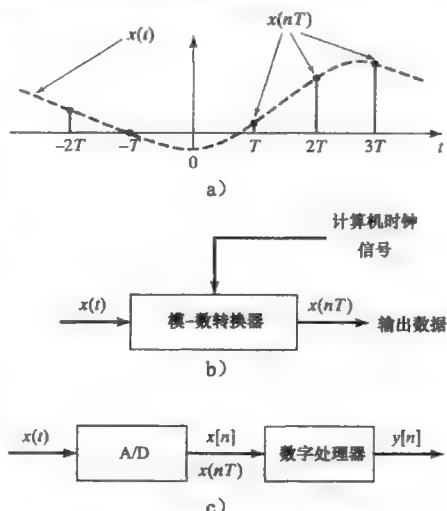 x(t)
x(nT)
-2T -T 0 T 2T 3T t
a)
计算机时钟
信号
x(t) 模-数转换器 x(nT) 输出数据
b)
x(t) A/D x[n] x(nT) 数字处理器 y[n]
c)